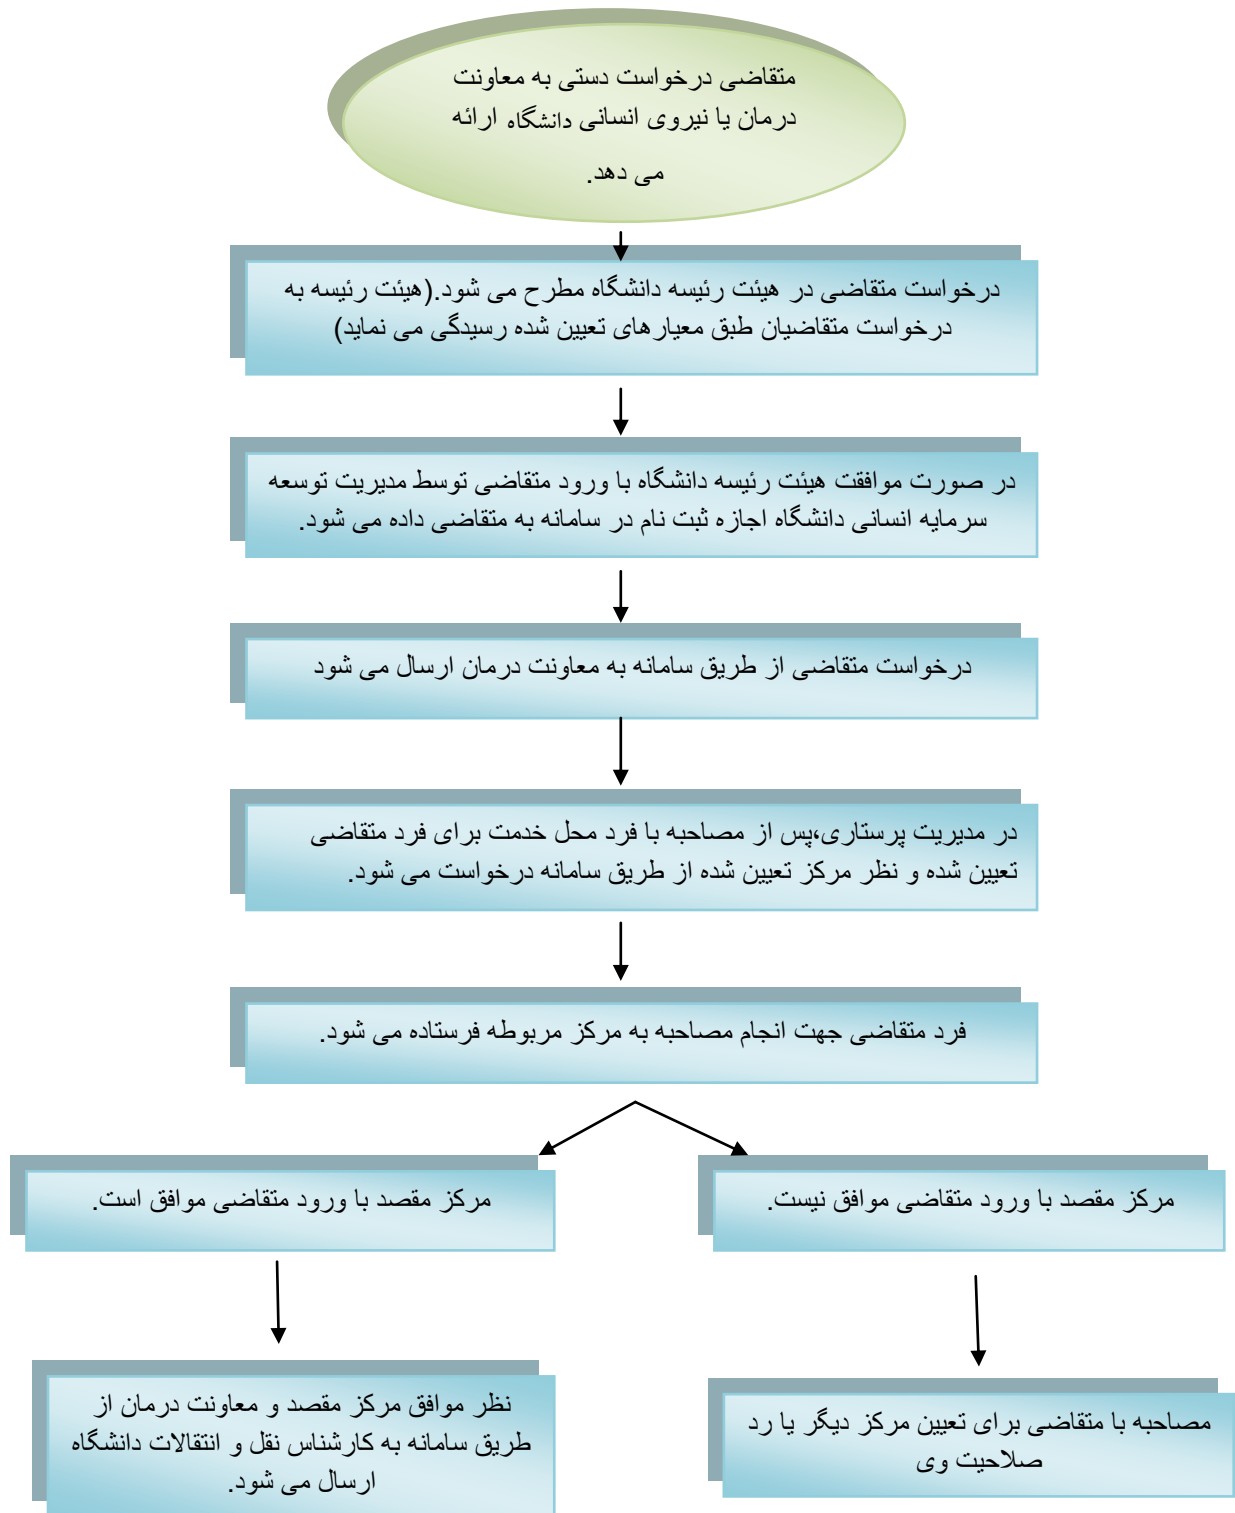 متقاضی درخواست دستی به معاونت
درمان یا نیروی انسانی دانشگاه ارائه
می دهد.
درخواست متقاضی در هیئت رئیسه دانشگاه مطرح می شود.(هیئت رئیسه به
درخواست متقاضیان طبق معیارهای تعیین شده رسیدگی می نماید)
در صورت موافقت هیئت رئیسه دانشگاه با ورود متقاضی توسط مدیریت توسعه
سرمایه انسانی دانشگاه اجازه ثبت نام در سامانه به متقاضی داده می شود.
درخواست متقاضی از طریق سامانه به معاونت درمان ارسال می شود
در مدیریت پرستاری،پس از مصاحبه با فرد محل خدمت برای فرد متقاضی
تعیین شده و نظر مرکز تعیین شده از طریق سامانه درخواست می شود.
فرد متقاضی جهت انجام مصاحبه به مرکز مربوطه فرستاده می شود.
مرکز مقصد با ورود متقاضی موافق نیست.
مرکز مقصد با ورود متقاضی موافق است.
مصاحبه با متقاضی برای تعیین مرکز دیگر یا رد
صلاحیت وی
نظر موافق مرکز مقصد و معاونت درمان از
طریق سامانه به کارشناس نقل و انتقالات دانشگاه
ارسال می شود.